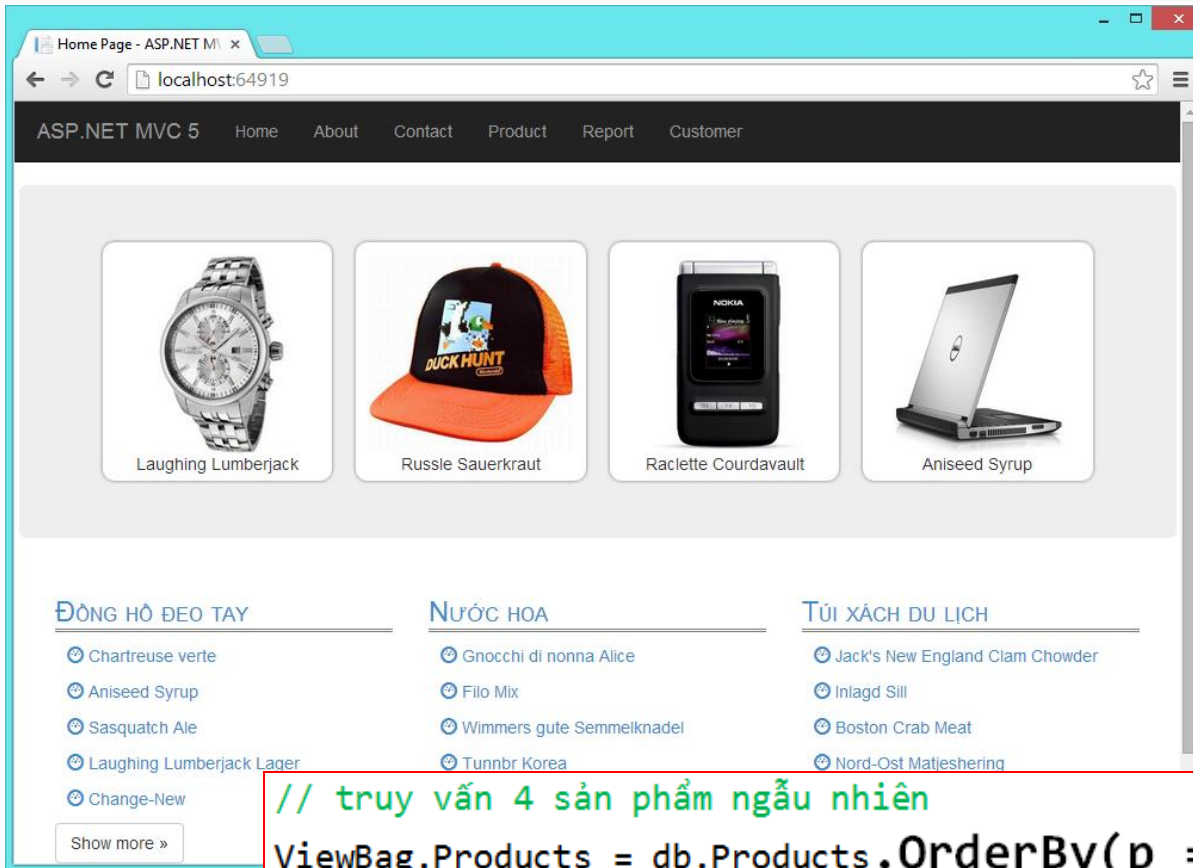 Home Page - ASP.NET M
localhost:64919
ASP.NET MVC 5 Home About Contact Product Report Customer
DUCK HUNT
NOKIA
Laughing Lumberjack
Russle Sauerkraut
Raclette Courdavault
Aniseed Syrup
Đồng hồ đeo tay
Chartreuse verte
Aniseed Syrup
Sasquatch Ale
Laughing Lumberjack Lager
Change-New
Show more »
Nước hoa
Gnocchi di nonna Alice
Filo Mix
Wimmers gute Semmelknadel
Tunnbr Korea
Túi xách du lịch
Jack's New England Clam Chowder
Inlagd Sill
Boston Crab Meat
Nord-Ost Matjeshering
// truy vấn 4 sản phẩm ngẫu nhiên
ViewBag.Products = db.Products.OrderBy(p =